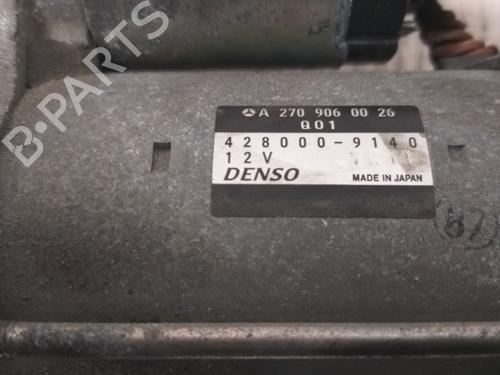 A 270 906 00 26
Q01
428000-9140
12V
DENSO MADE IN JAPAN
B-PARTS